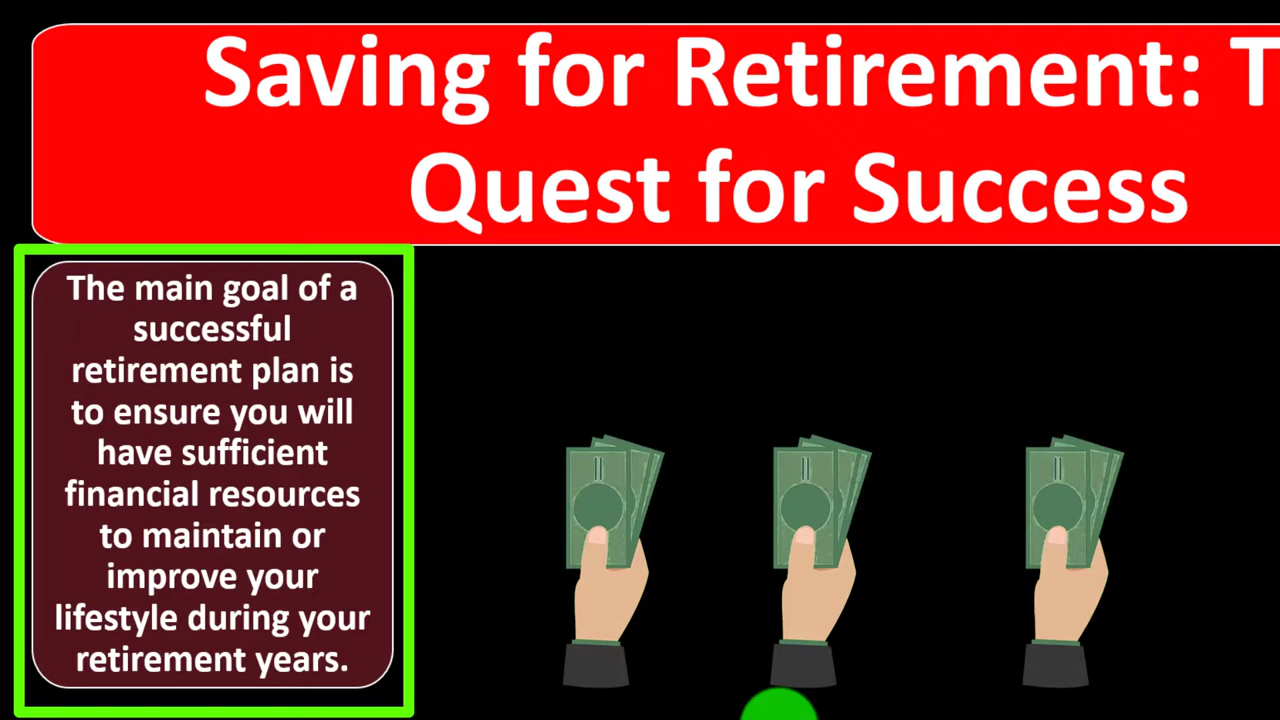 Saving for Retirement: T
Quest for Success
The main goal of a
successful
retirement plan is
to ensure you will
have sufficient
financial resources
to maintain or
improve your
lifestyle during your
retirement years.